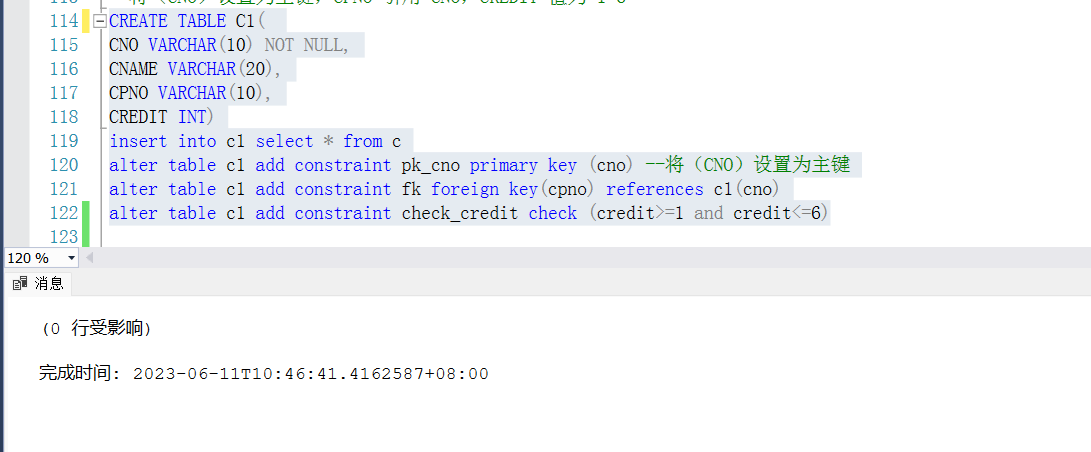 114 CREATE TABLE C1(
115 CNO VARCHAR(10) NOT NULL,
116 CNAME VARCHAR(20),
117 CPNO VARCHAR(10),
118 CREDIT INT)
119 insert into c1 select * from c
120 alter table c1 add constraint pk_cno primary key (cno) --将（CNO）设置为主键
121 alter table c1 add constraint fk foreign key(cpno) references c1(cno)
122 alter table c1 add constraint check_credit check (credit>=1 and credit<=6)
123
120 %
消息
(0 行受影响)
完成时间: 2023-06-11T10:46:41.4162587+08:00